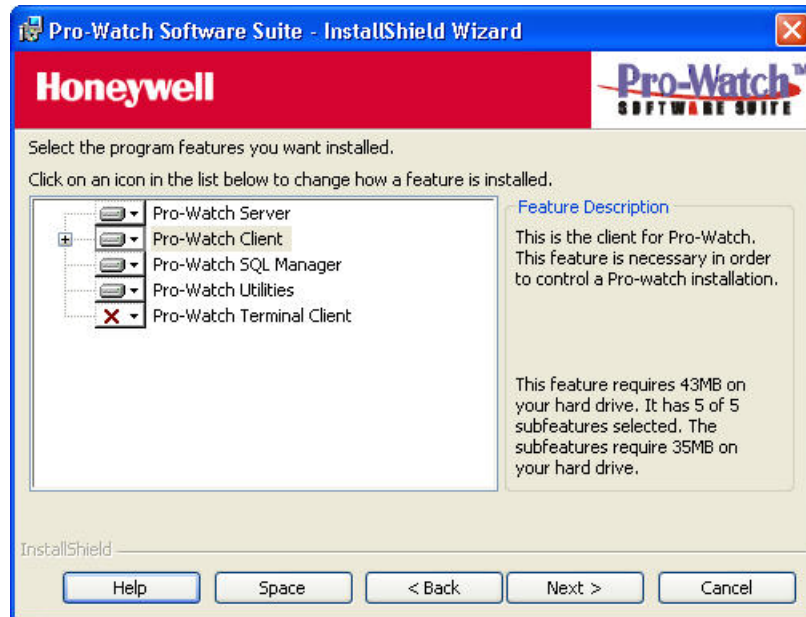 Pro-Watch Software Suite - InstallShield Wizard
Honeywell
Pro-Watch™
SOFTWARE SUITE
Select the program features you want installed.
Click on an icon in the list below to change how a feature is installed.
Pro-Watch Server
Pro-Watch Client
Pro-Watch SQL Manager
Pro-Watch Utilities
Pro-Watch Terminal Client
Feature Description
This is the client for Pro-Watch.
This feature is necessary in order
to control a Pro-watch installation.
This feature requires 43MB on
your hard drive. It has 5 of 5
subfeatures selected. The
subfeatures require 35MB on
your hard drive.
InstallShield
Help
Space
< Back
Next >
Cancel